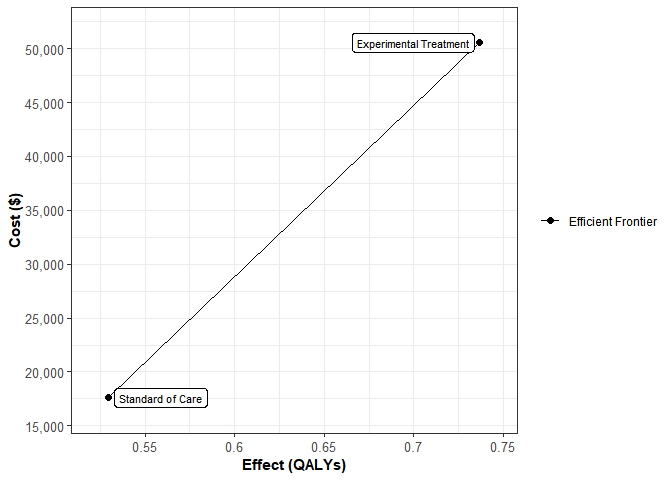 50,000
45,000
40,000
35,000
30,000
25,000
20,000
15,000
Cost ($)
Experimental Treatment
Standard of Care
0.55
0.6
0.65
0.7
0.75
Effect (QALYs)
Efficient Frontier